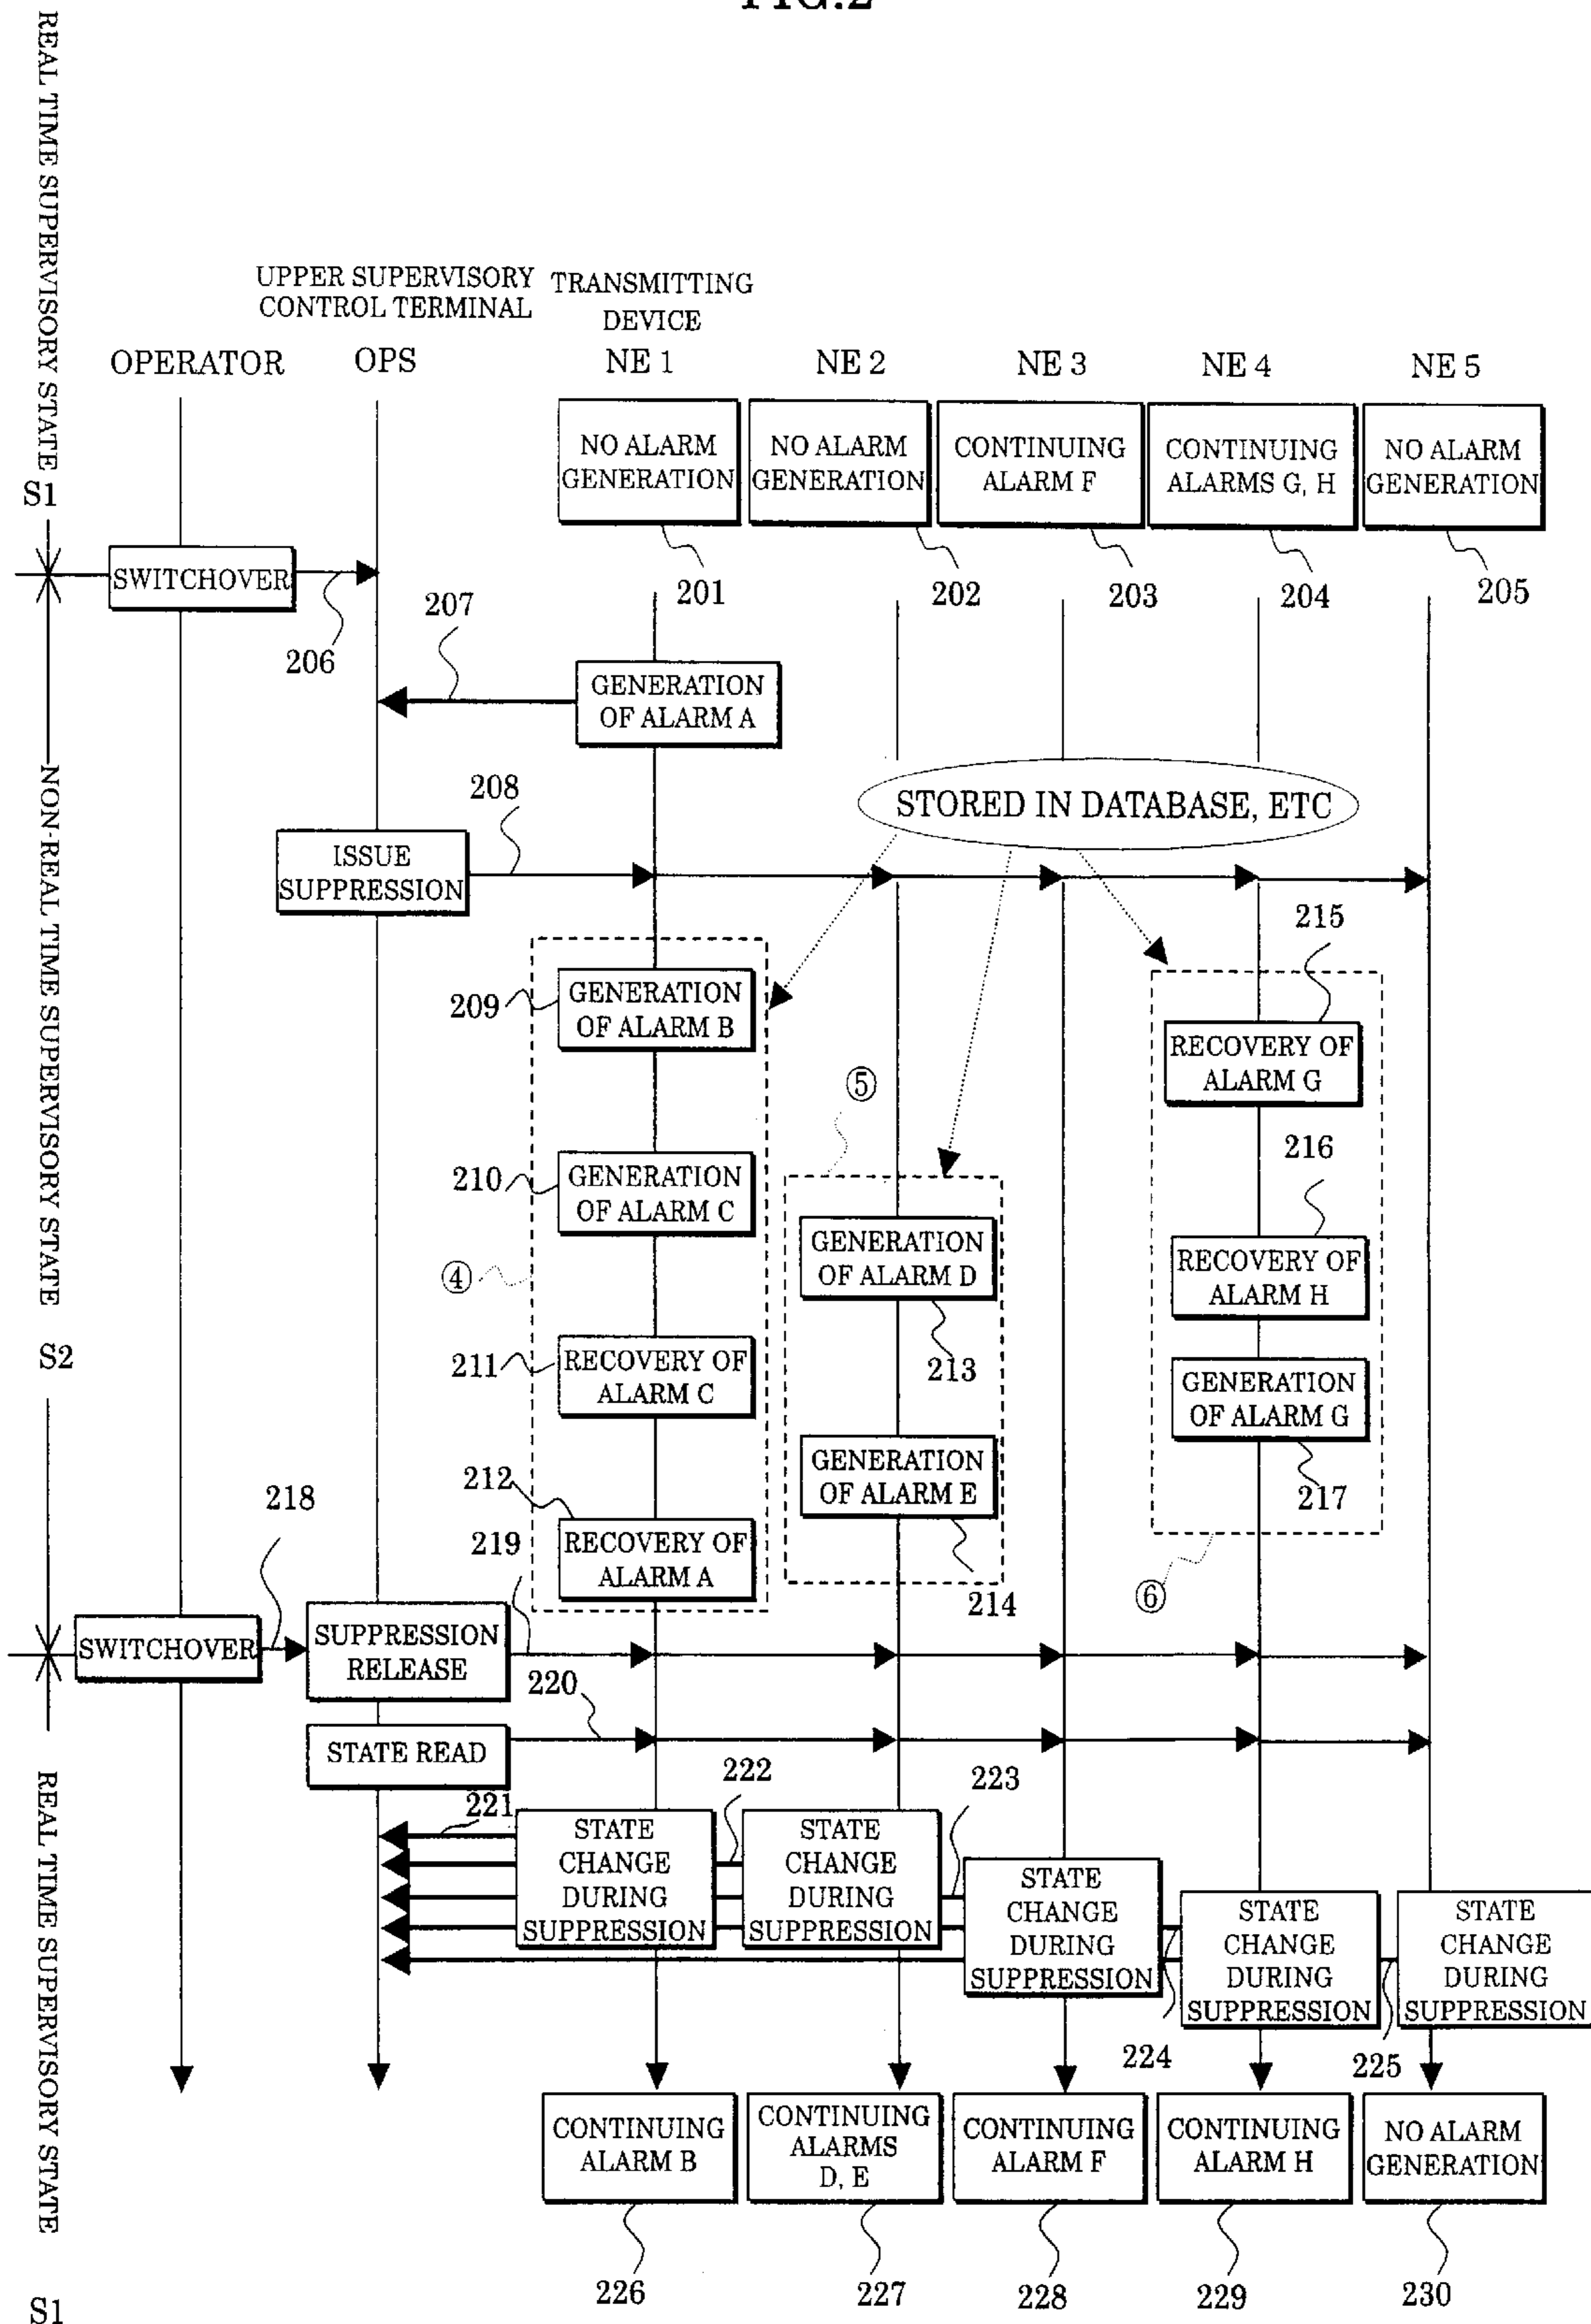 FIG.2
REAL TIME SUPERVISORY STATE
S1
UPPER SUPERVISORY
CONTROL TERMINAL
TRANSMITTING
DEVICE
OPERATOR
OPS
NE 1
NE 2
NE 3
NE 4
NE 5
NO ALARM
GENERATION
NO ALARM
GENERATION
CONTINUING
ALARM F
CONTINUING
ALARMS G, H
NO ALARM
GENERATION
201
202
203
204
205
SWITCHOVER
206
207
GENERATION
OF ALARM A
NON-REAL TIME SUPERVISORY STATE
S2
STORED IN DATABASE, ETC
208
ISSUE
SUPPRESSION
209
GENERATION
OF ALARM B
215
RECOVERY OF
ALARM G
⑤
210
GENERATION
OF ALARM C
216
④
GENERATION
OF ALARM D
213
RECOVERY OF
ALARM H
211
RECOVERY OF
ALARM C
GENERATION
OF ALARM G
217
GENERATION
OF ALARM E
214
212
RECOVERY OF
ALARM A
⑥
218
219
SWITCHOVER
SUPPRESSION
RELEASE
220
STATE READ
REAL TIME SUPERVISORY STATE
S1
221
222
223
STATE
CHANGE
DURING
SUPPRESSION
STATE
CHANGE
DURING
SUPPRESSION
STATE
CHANGE
DURING
SUPPRESSION
STATE
CHANGE
DURING
SUPPRESSION
STATE
CHANGE
DURING
SUPPRESSION
224
225
CONTINUING
ALARM B
CONTINUING
ALARMS
D, E
CONTINUING
ALARM F
CONTINUING
ALARM H
NO ALARM
GENERATION
226
227
228
229
230